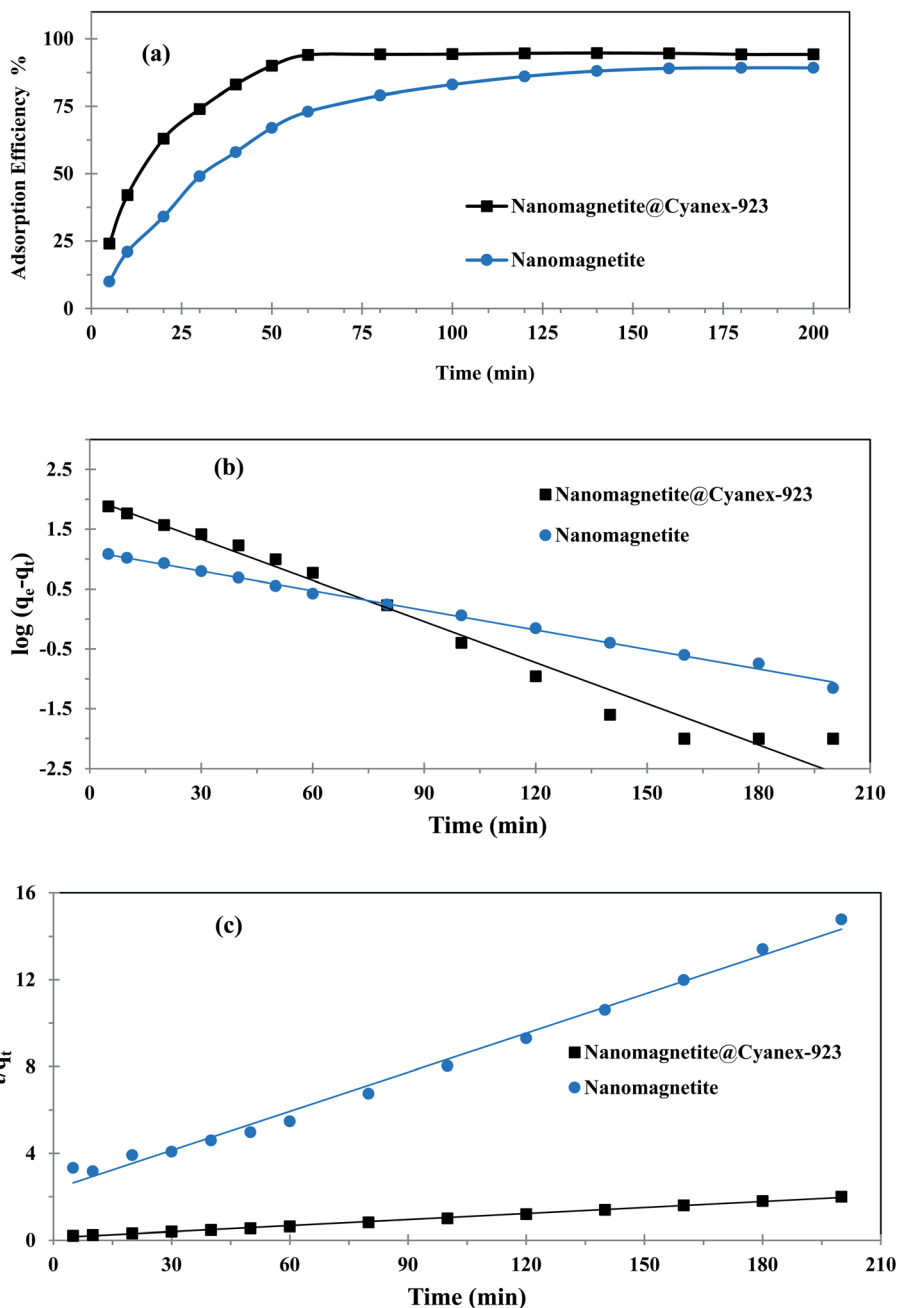 (a)
Adsorption Efficiency %
100
75
50
25
0
Nanomagnetite@Cyanex-923
Nanomagnetite
0 25 50 75 100 125 150 175 200
Time (min)
(b)
log (qe-qt)
2.5
1.5
0.5
-0.5
-1.5
-2.5
Nanomagnetite@Cyanex-923
Nanomagnetite
0 30 60 90 120 150 180 210
Time (min)
(c)
16
12
8
4
0
Nanomagnetite@Cyanex-923
Nanomagnetite
t/qt
0 30 60 90 120 150 180 210
Time (min)